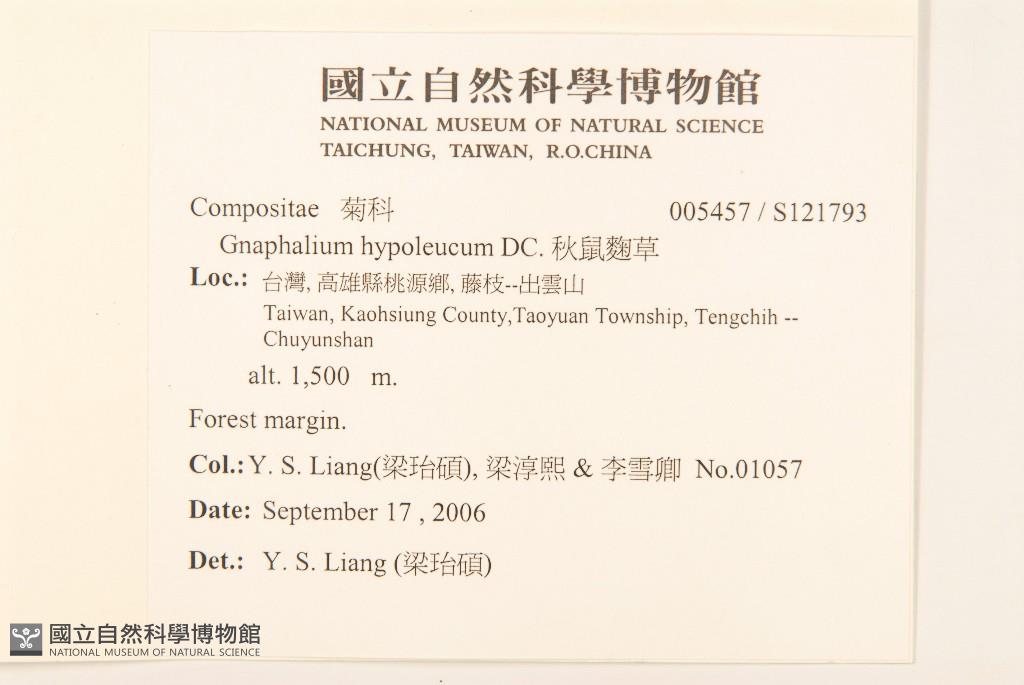 國立自然科學博物館
NATIONAL MUSEUM OF NATURAL SCIENCE
TAICHUNG, TAIWAN, R.O.CHINA
Compositae 菊科 005457 / S121793
Gnaphalium hypoleucum DC. 秋鼠麴草
Loc.: 台灣, 高雄縣桃源鄉, 藤枝--出雲山
Taiwan, Kaohsiung County,Taoyuan Township, Tengchih --
Chuyunshan
alt. 1,500 m.
Forest margin.
Col.: Y. S. Liang(梁珆碩), 梁淳熙 & 李雪卿 No.01057
Date: September 17 , 2006
Det.: Y. S. Liang (梁珆碩)
國立自然科學博物館
NATIONAL MUSEUM OF NATURAL SCIENCE